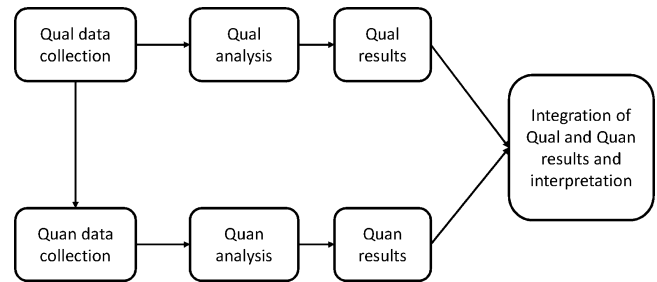 Qual data
collection
Qual
analysis
Qual
results
Integration of
Qual and Quan
results and
interpretation
Quan data
collection
Quan
analysis
Quan
results